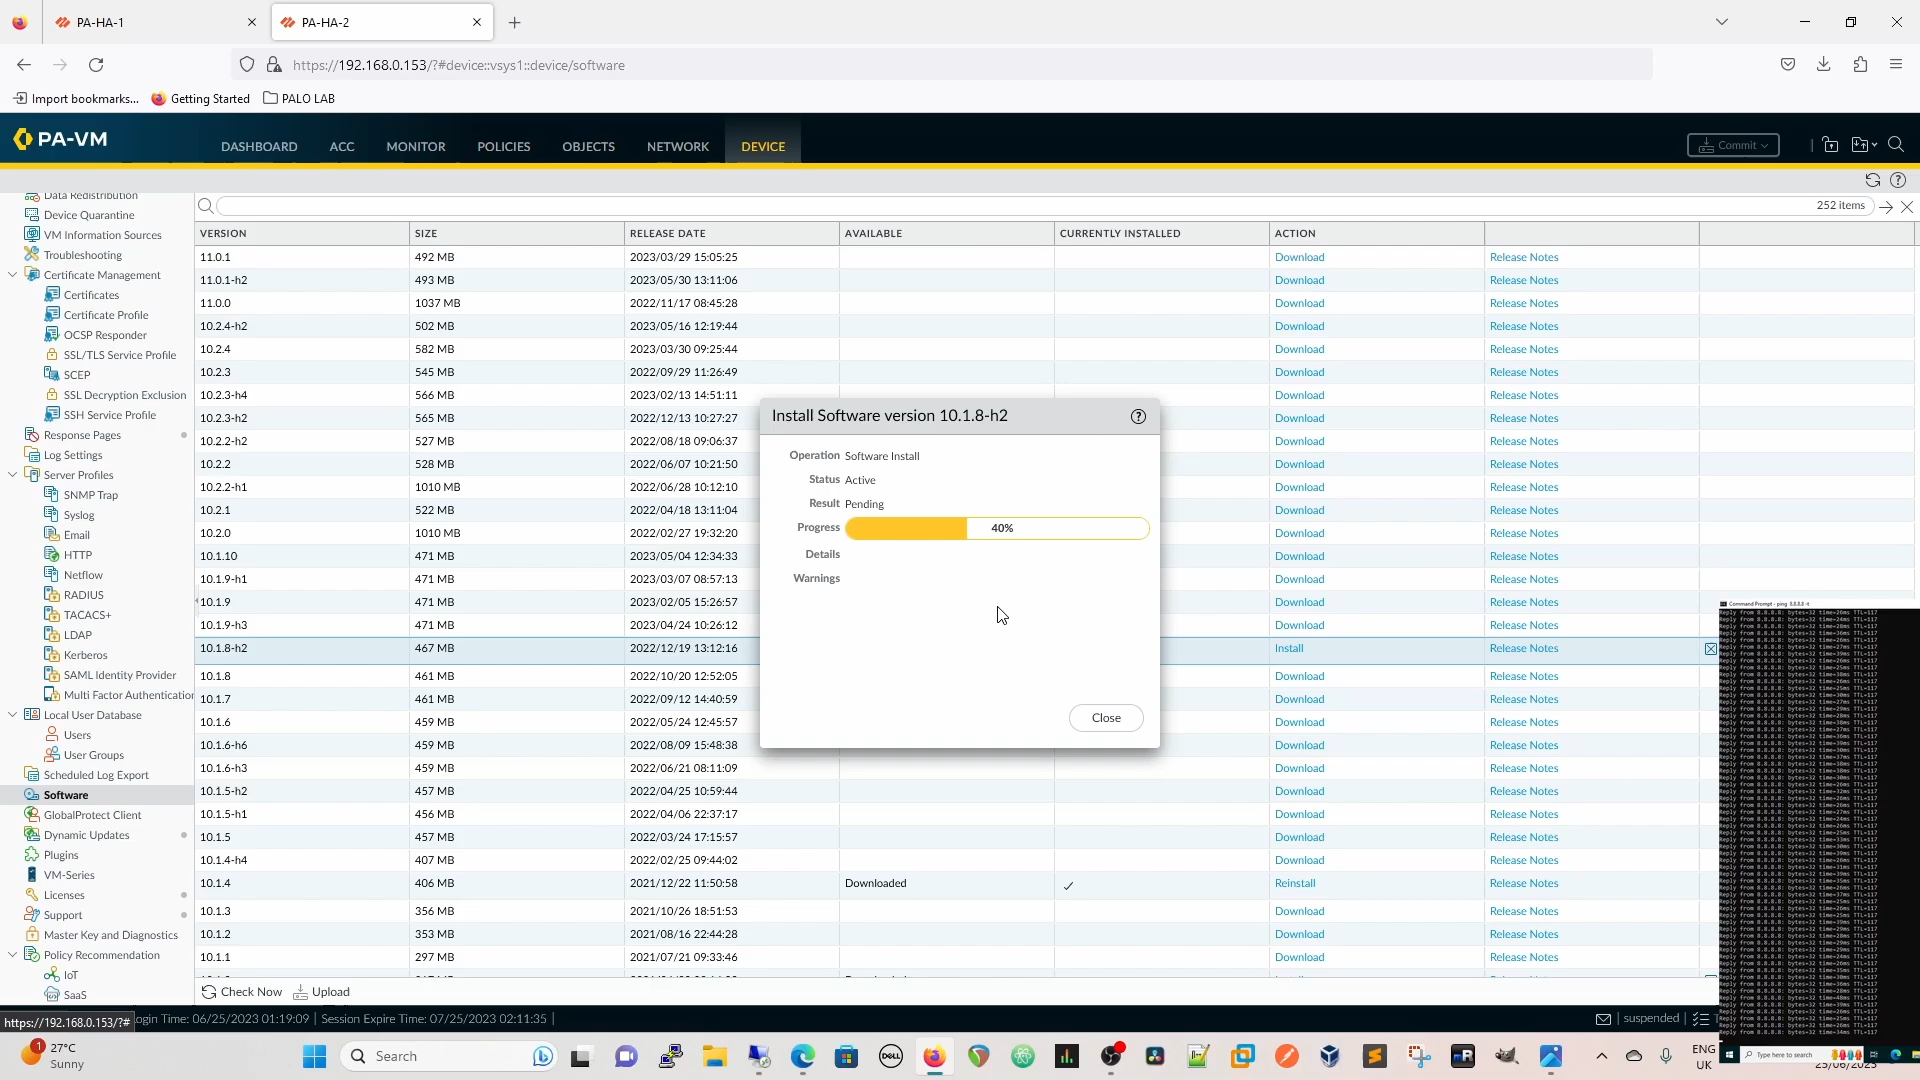 PA-HA-1
PA-HA-2
https://192.168.0.153/?#device::vsys1::device/software
Import bookmarks... Getting Started PALO LAB
PA-VM DASHBOARD ACC MONITOR POLICIES OBJECTS NETWORK DEVICE Commit
Data Redistribution
Device Quarantine
VM Information Sources
Troubleshooting
Certificate Management
Certificates
Certificate Profile
OCSP Responder
SSL/TLS Service Profile
SCEP
SSL Decryption Exclusion
SSH Service Profile
Response Pages
Log Settings
Server Profiles
SNMP Trap
Syslog
Email
HTTP
Netflow
RADIUS
TACACS+
LDAP
Kerberos
SAML Identity Provider
Multi Factor Authentication
Local User Database
Users
User Groups
Scheduled Log Export
Software
GlobalProtect Client
Dynamic Updates
Plugins
VM-Series
Licenses
Support
Master Key and Diagnostics
Policy Recommendation
IoT
SaaS
252 items
VERSION SIZE RELEASE DATE AVAILABLE CURRENTLY INSTALLED ACTION
11.0.1 492 MB 2023/03/29 15:05:25 Download Release Notes
11.0.1-h2 493 MB 2023/05/30 13:11:06 Download Release Notes
11.0.0 1037 MB 2022/11/17 08:45:28 Download Release Notes
10.2.4-h2 502 MB 2023/05/16 12:19:44 Download Release Notes
10.2.4 582 MB 2023/03/30 09:25:44 Download Release Notes
10.2.3 545 MB 2022/09/29 11:26:49 Download Release Notes
10.2.3-h4 566 MB 2023/02/13 14:51:11 Download Release Notes
10.2.3-h2 565 MB 2022/12/13 10:27:27 Download Release Notes
10.2.2-h2 527 MB 2022/08/18 09:06:37 Download Release Notes
10.2.2 528 MB 2022/06/07 10:21:50 Download Release Notes
10.2.2-h1 1010 MB 2022/06/28 10:12:10 Download Release Notes
10.2.1 522 MB 2022/04/18 13:11:04 Download Release Notes
10.2.0 1010 MB 2022/02/27 19:32:20 Download Release Notes
10.1.10 471 MB 2023/05/04 12:34:33 Download Release Notes
10.1.9-h1 471 MB 2023/03/07 08:57:13 Download Release Notes
10.1.9 471 MB 2023/02/05 15:26:57 Download Release Notes
10.1.9-h3 471 MB 2023/04/24 10:26:12 Download Release Notes
10.1.8-h2 467 MB 2022/12/19 13:12:16 Install Release Notes
10.1.8 461 MB 2022/10/20 12:52:05 Download Release Notes
10.1.7 461 MB 2022/09/12 14:40:59 Download Release Notes
10.1.6 459 MB 2022/05/24 12:45:57 Download Release Notes
10.1.6-h6 459 MB 2022/08/09 15:48:38 Download Release Notes
10.1.6-h3 459 MB 2022/06/21 08:11:09 Download Release Notes
10.1.5-h2 457 MB 2022/04/25 10:59:44 Download Release Notes
10.1.5-h1 456 MB 2022/04/06 22:37:17 Download Release Notes
10.1.5 457 MB 2022/03/24 17:15:57 Download Release Notes
10.1.4-h4 407 MB 2022/02/25 09:44:02 Download Release Notes
10.1.4 406 MB 2021/12/22 11:50:58 Downloaded ✓ Reinstall Release Notes
10.1.3 356 MB 2021/10/26 18:51:53 Download Release Notes
10.1.2 353 MB 2021/08/16 22:44:28 Download Release Notes
10.1.1 297 MB 2021/07/21 09:33:46 Download Release Notes
Check Now Upload
Install Software version 10.1.8-h2
Operation Software Install
Status Active
Result Pending
Progress 40%
Details
Warnings
Close
Command Prompt - ping 8.8.8.8 -t
https://192.168.0.153/?# ogin Time: 06/25/2023 01:19:09 | Session Expire Time: 07/25/2023 02:11:35 | | suspended |
1
27°C
Sunny
Search
DELL
ENG
UK
Type here to search
25/06/2023